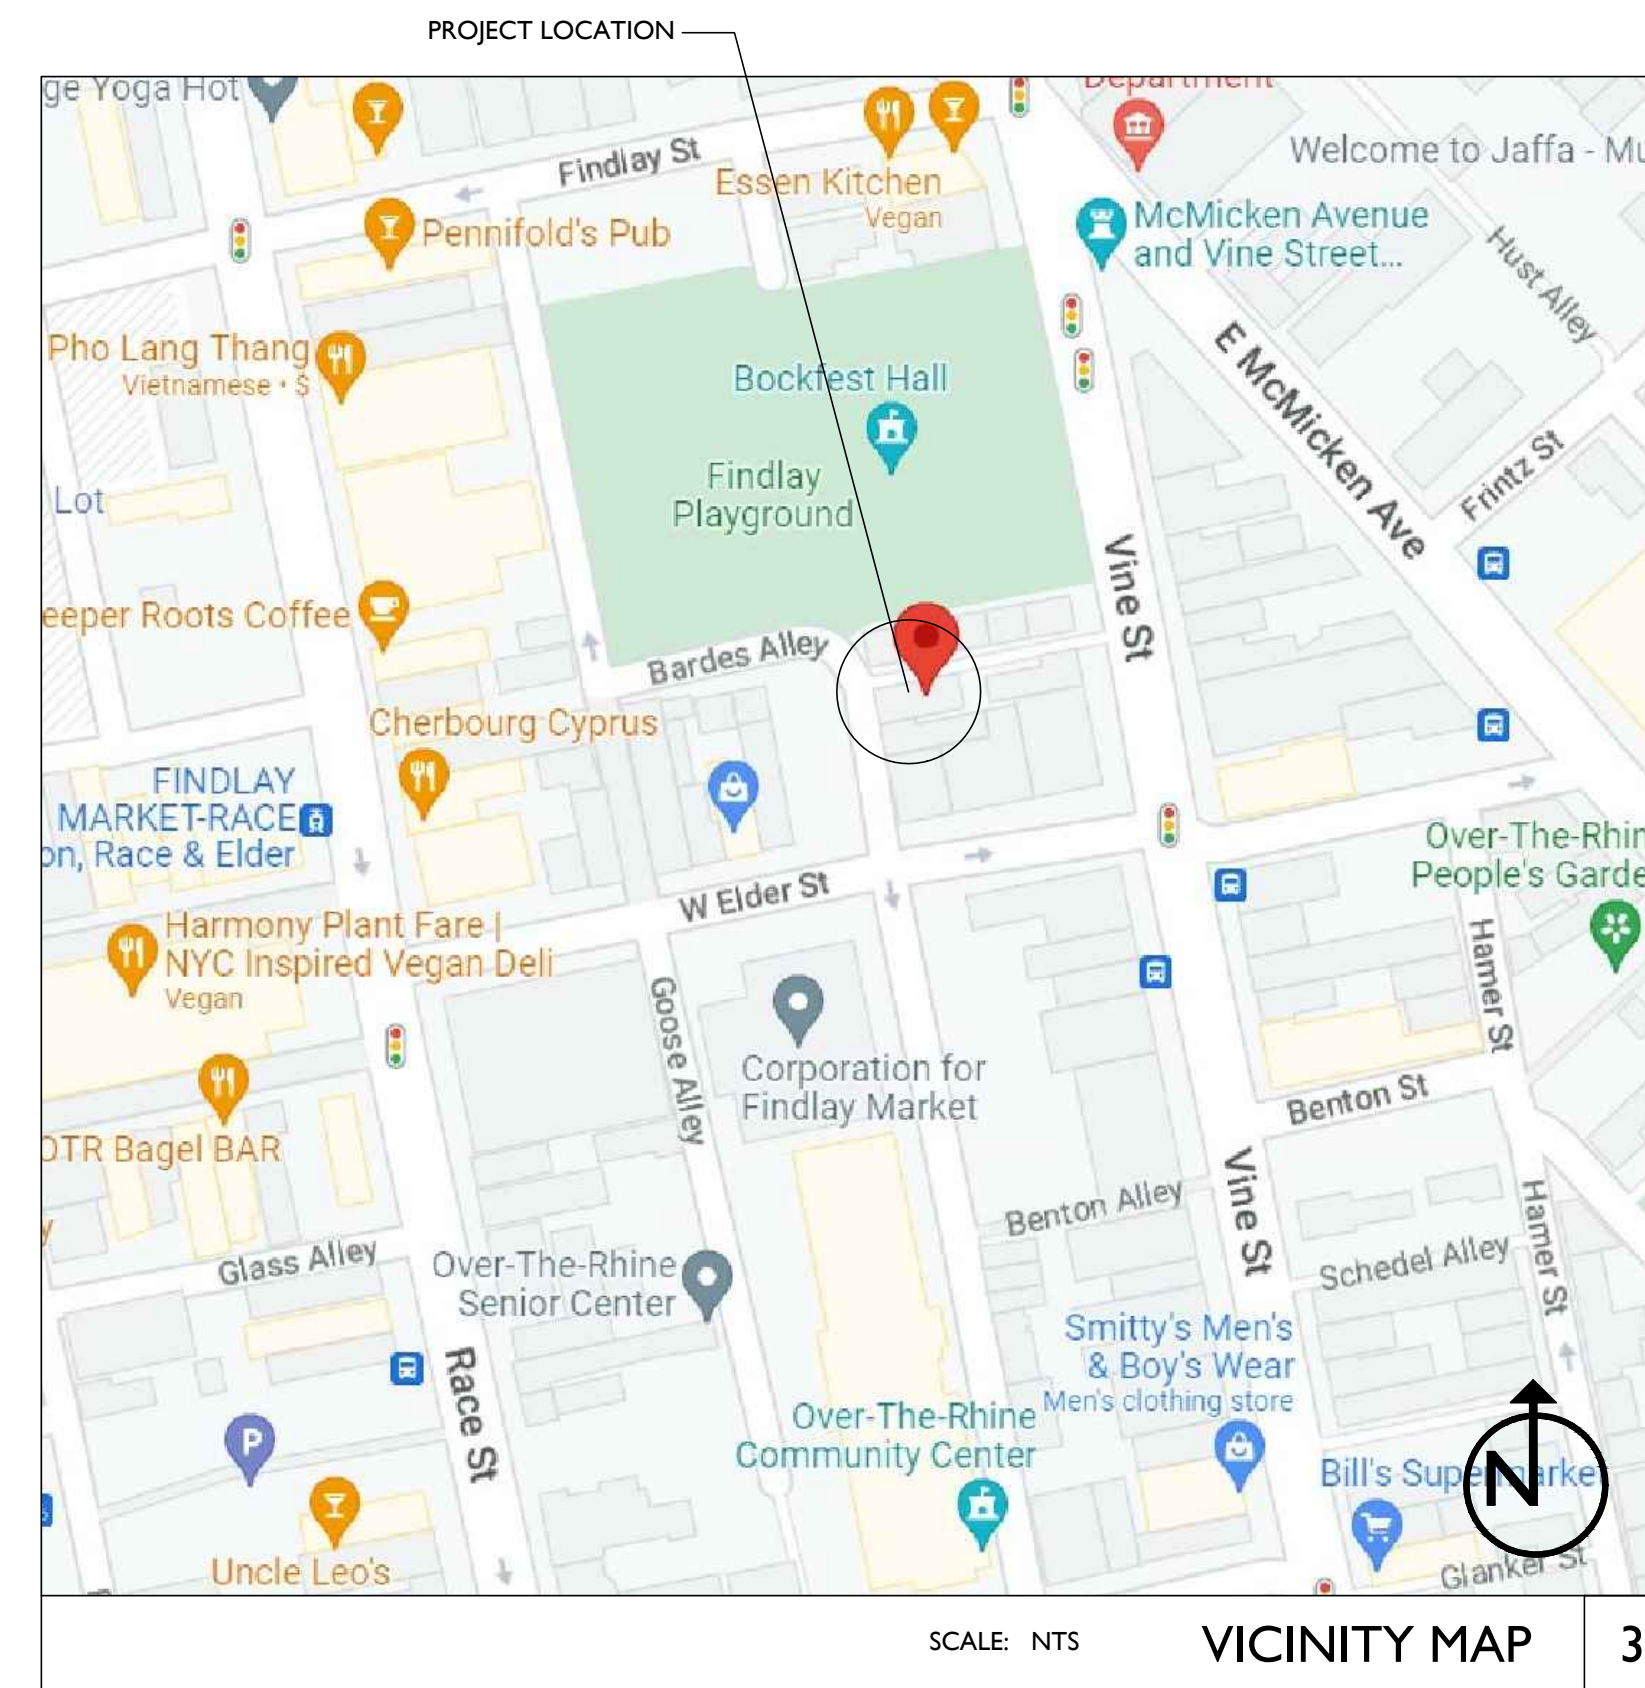 PROJECT LOCATION
ge Yoga Hot
Department
Findlay St
Welcome to Jaffa - Mu
Essen Kitchen
Vegan
Pennifold's Pub
McMicken Avenue
and Vine Street...
Hust Alley
Pho Lang Thang
Vietnamese · $
Bockfest Hall
E McMicken Ave
Findlay
Playground
Frintz St
Lot
Vine St
eeper Roots Coffee
Bardes Alley
Cherbourg Cyprus
FINDLAY
MARKET-RACE
on, Race & Elder
Over-The-Rhin
People's Garde
W Elder St
Harmony Plant Fare |
NYC Inspired Vegan Deli
Vegan
Goose Alley
Hamer St
Corporation for
Findlay Market
Benton St
OTR Bagel BAR
Benton Alley
Vine St
Hamer St
Glass Alley
Schedel Alley
Over-The-Rhine
Senior Center
Smitty's Men's
& Boy's Wear
Men's clothing store
Race St
P
Over-The-Rhine
Community Center
Bill's Supermarket
N
Uncle Leo's
Glanker St
SCALE: NTS
VICINITY MAP
3